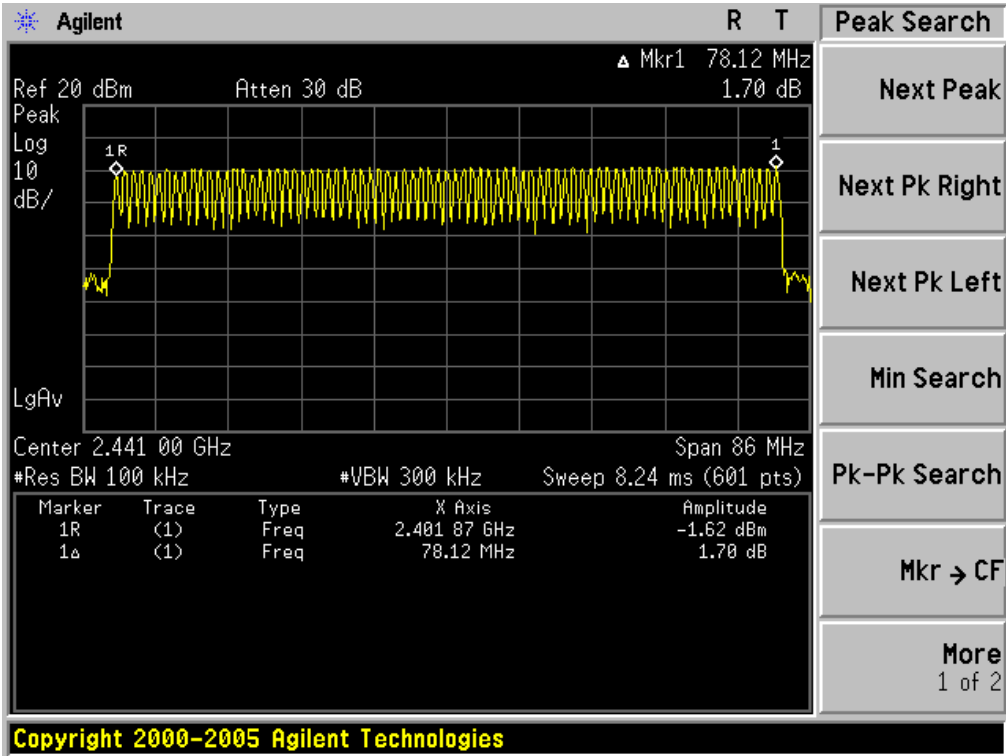 Agilent R T
Peak Search
Δ Mkr1 78.12 MHz
Ref 20 dBm Atten 30 dB 1.70 dB
Peak
Log
10
dB/
1R
1
LgAv
Center 2.441 00 GHz Span 86 MHz
#Res BW 100 kHz #VBW 300 kHz Sweep 8.24 ms (601 pts)
Marker Trace Type X Axis Amplitude
1R (1) Freq 2.401 87 GHz -1.62 dBm
1Δ (1) Freq 78.12 MHz 1.70 dB
Next Peak
Next Pk Right
Next Pk Left
Min Search
Pk-Pk Search
Mkr → CF
More
1 of 2
Copyright 2000-2005 Agilent Technologies